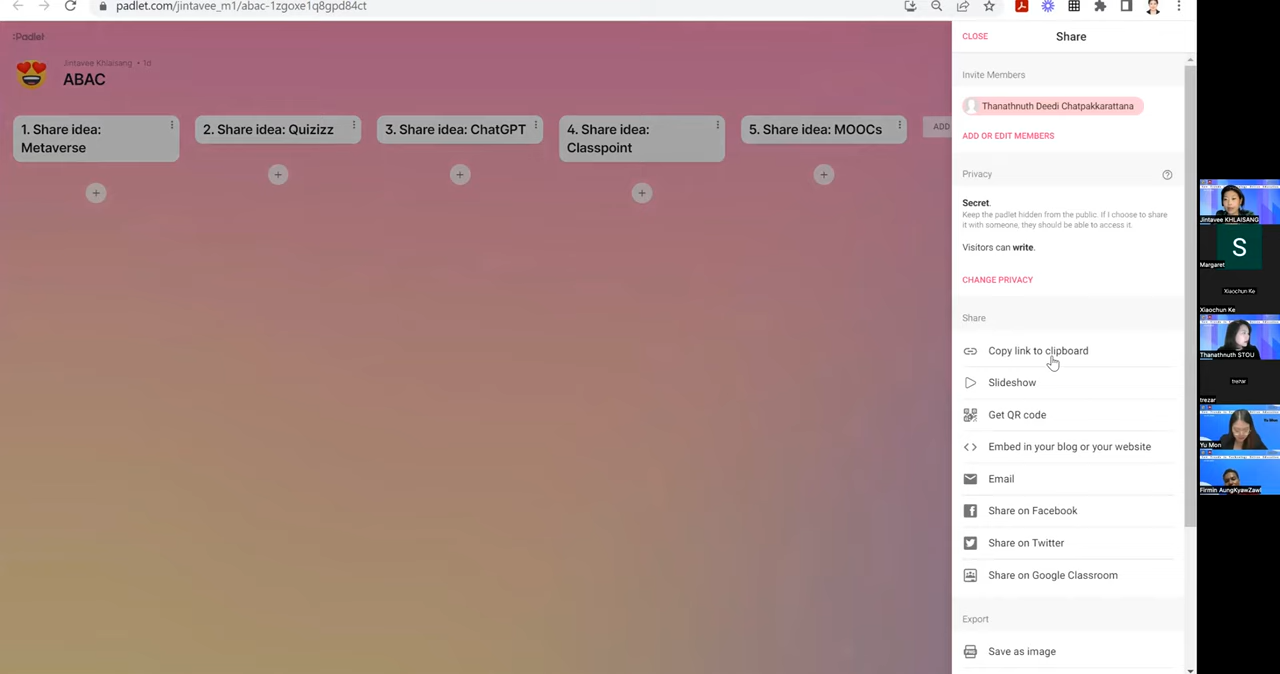 padlet.com/jintavee_m1/abac-1zgoxe1q8gpd84ct
:Padlet
Jintavee Khlaisang • 1d
ABAC
1. Share idea:
Metaverse
2. Share idea: Quizizz
3. Share idea: ChatGPT
4. Share idea:
Classpoint
5. Share idea: MOOCs
ADD
CLOSE
Share
Invite Members
Thanathnuth Deedi Chatpakkarattana
ADD OR EDIT MEMBERS
Privacy
Secret.
Keep the padlet hidden from the public. If I choose to share
it with someone, they should be able to access it.
Visitors can write.
CHANGE PRIVACY
Share
Copy link to clipboard
Slideshow
Get QR code
Embed in your blog or your website
Email
Share on Facebook
Share on Twitter
Share on Google Classroom
Export
Save as image
Jintavee KHLAISANG
S
Margaret
Xiaochun Ke
Xiaochun Ke
Thanathnuth STOU
trezar
trezar
Yu Mon
Yu Mon
Firmin AungKyawZaw